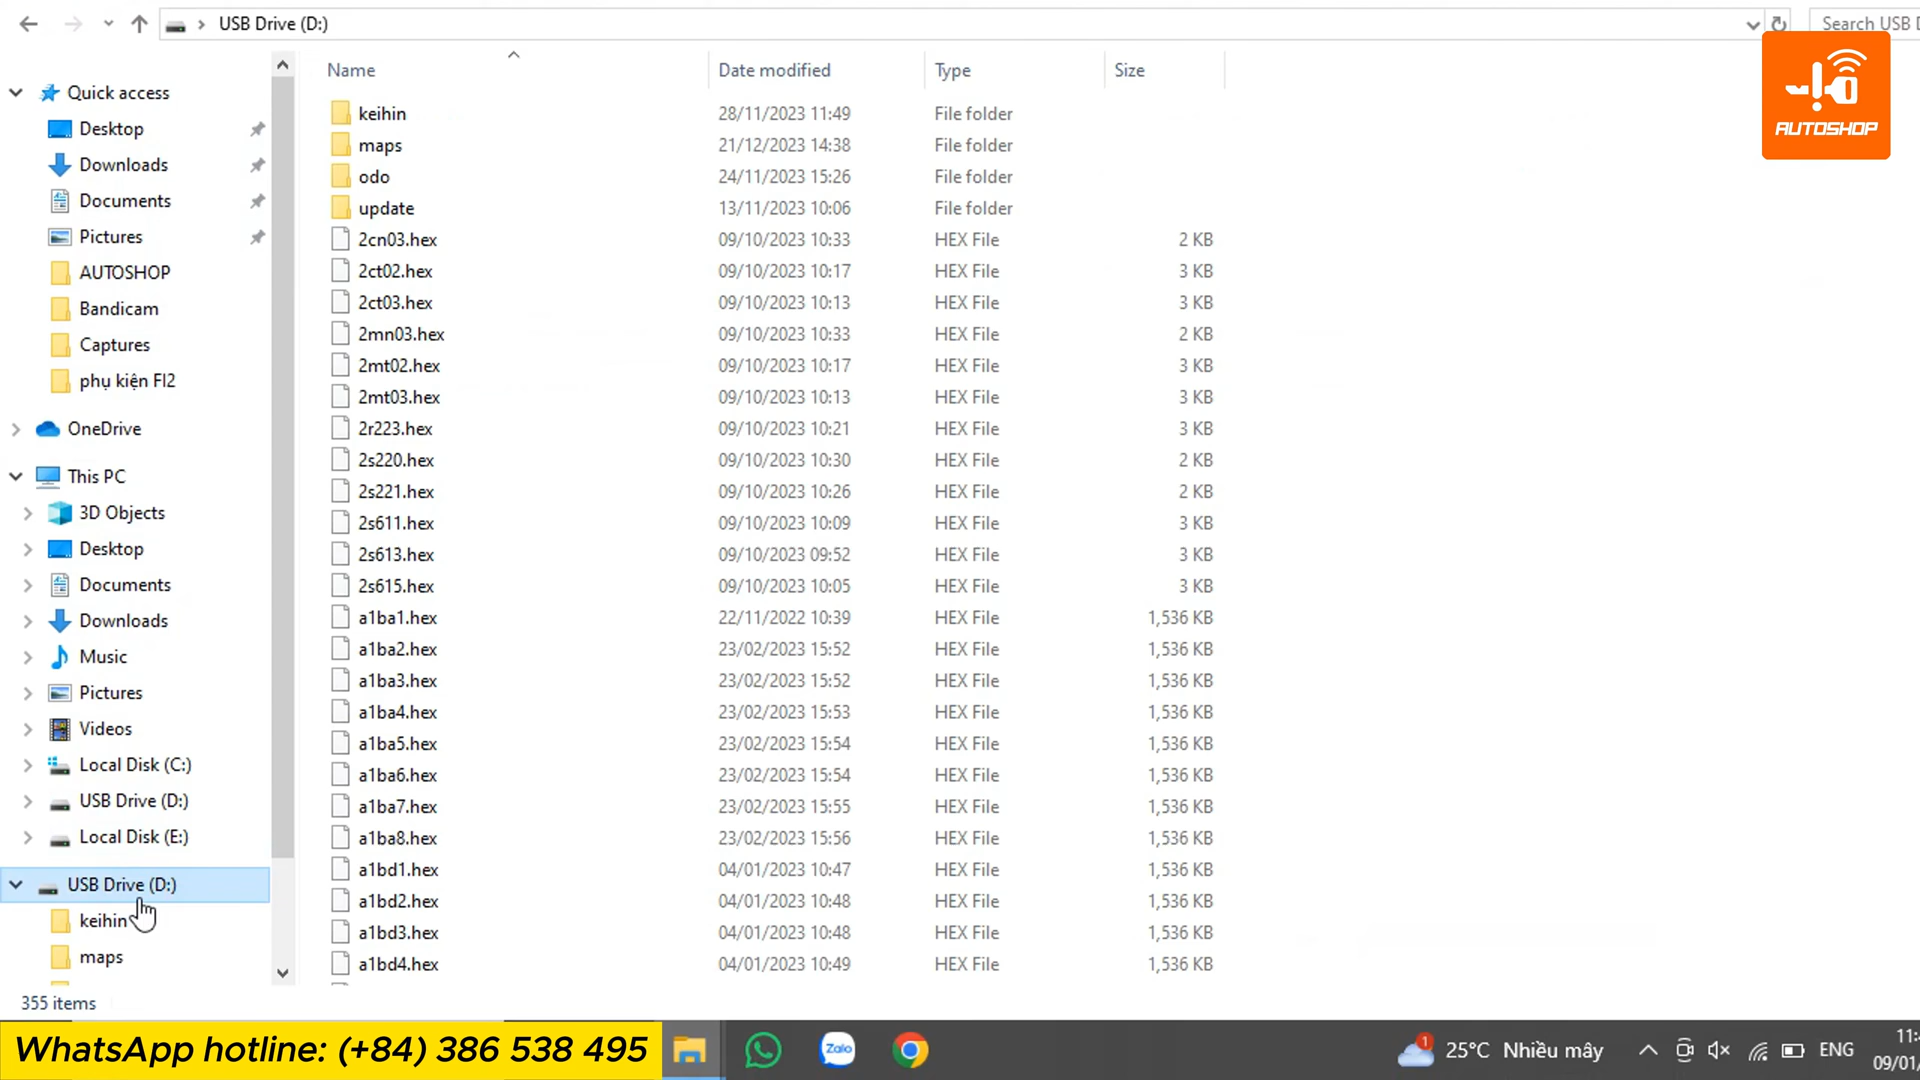 USB Drive (D:)
Search USB D
AUTOSHOP
Name
Date modified
Type
Size
Quick access
Desktop
Downloads
Documents
Pictures
AUTOSHOP
Bandicam
Captures
phụ kiện FI2
OneDrive
This PC
3D Objects
Desktop
Documents
Downloads
Music
Pictures
Videos
Local Disk (C:)
USB Drive (D:)
Local Disk (E:)
USB Drive (D:)
keihin
maps
keihin 28/11/2023 11:49 File folder
maps 21/12/2023 14:38 File folder
odo 24/11/2023 15:26 File folder
update 13/11/2023 10:06 File folder
2cn03.hex 09/10/2023 10:33 HEX File 2 KB
2ct02.hex 09/10/2023 10:17 HEX File 3 KB
2ct03.hex 09/10/2023 10:13 HEX File 3 KB
2mn03.hex 09/10/2023 10:33 HEX File 2 KB
2mt02.hex 09/10/2023 10:17 HEX File 3 KB
2mt03.hex 09/10/2023 10:13 HEX File 3 KB
2r223.hex 09/10/2023 10:21 HEX File 3 KB
2s220.hex 09/10/2023 10:30 HEX File 2 KB
2s221.hex 09/10/2023 10:26 HEX File 2 KB
2s611.hex 09/10/2023 10:09 HEX File 3 KB
2s613.hex 09/10/2023 09:52 HEX File 3 KB
2s615.hex 09/10/2023 10:05 HEX File 3 KB
a1ba1.hex 22/11/2022 10:39 HEX File 1,536 KB
a1ba2.hex 23/02/2023 15:52 HEX File 1,536 KB
a1ba3.hex 23/02/2023 15:52 HEX File 1,536 KB
a1ba4.hex 23/02/2023 15:53 HEX File 1,536 KB
a1ba5.hex 23/02/2023 15:54 HEX File 1,536 KB
a1ba6.hex 23/02/2023 15:54 HEX File 1,536 KB
a1ba7.hex 23/02/2023 15:55 HEX File 1,536 KB
a1ba8.hex 23/02/2023 15:56 HEX File 1,536 KB
a1bd1.hex 04/01/2023 10:47 HEX File 1,536 KB
a1bd2.hex 04/01/2023 10:48 HEX File 1,536 KB
a1bd3.hex 04/01/2023 10:48 HEX File 1,536 KB
a1bd4.hex 04/01/2023 10:49 HEX File 1,536 KB
355 items
WhatsApp hotline: (+84) 386 538 495
Zalo
1
25°C Nhiều mây
ENG
11:
09/01/